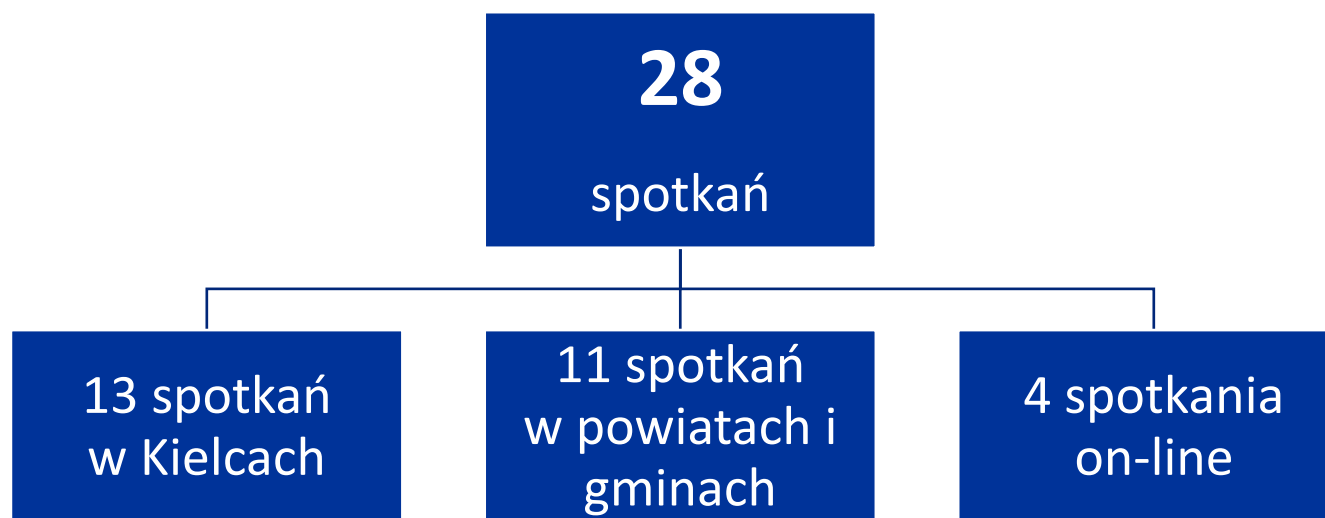 28
spotkań
13 spotkań
w Kielcach
11 spotkań
w powiatach i
gminach
4 spotkania
on-line